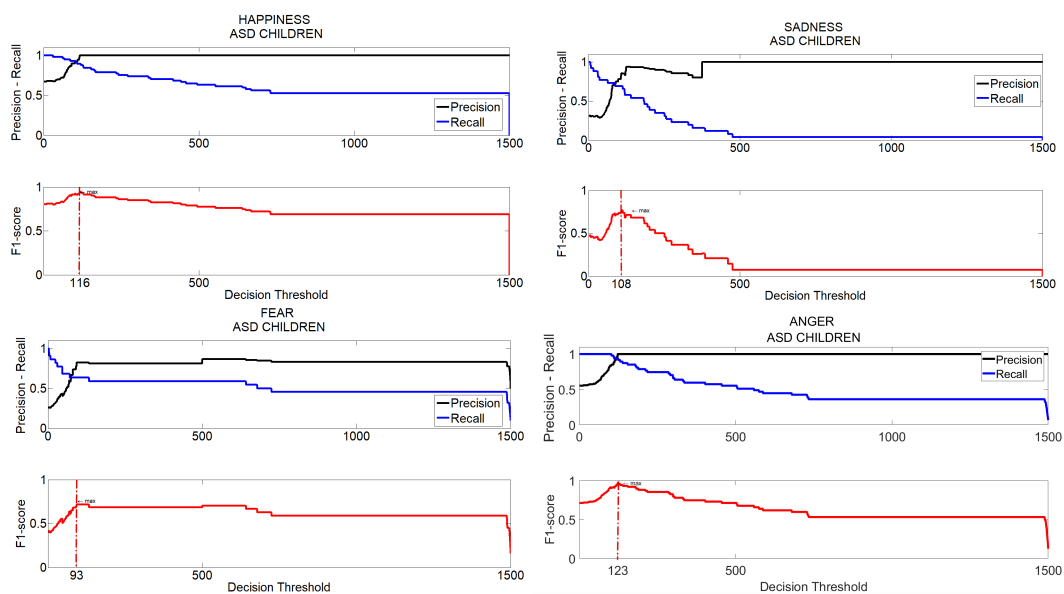 HAPPINESS
ASD CHILDREN
Precision - Recall
1
0.5
0
Precision
Recall
0
500
1000
1500
F1-score
1
0.5
0
← max
116
500
1500
Decision Threshold
SADNESS
ASD CHILDREN
Precision - Recall
1
0.5
0
Precision
Recall
0
500
1000
1500
F1-score
1
0.5
0
← max
108
500
1500
Decision Threshold
FEAR
ASD CHILDREN
Precision - Recall
1
0.5
0
Precision
Recall
0
500
1000
1500
F1-score
1
0.5
0
← max
93
500
1500
Decision Threshold
ANGER
ASD CHILDREN
Precision - Recall
1
0.5
0
Precision
Recall
0
500
1000
1500
F1-score
1
0.5
0
← max
123
500
1500
Decision Threshold